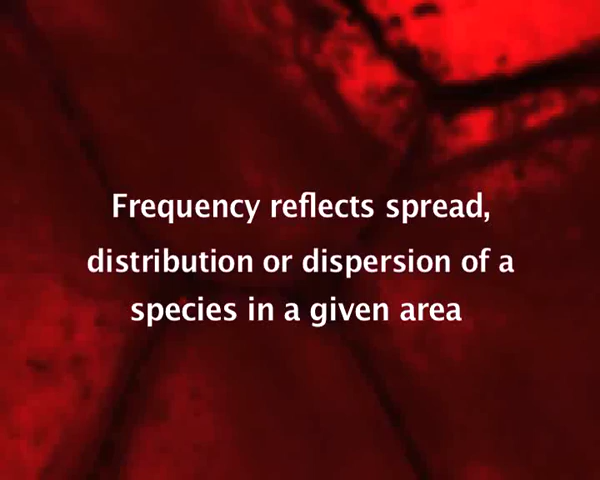 Frequency reflects spread,
distribution or dispersion of a
species in a given area